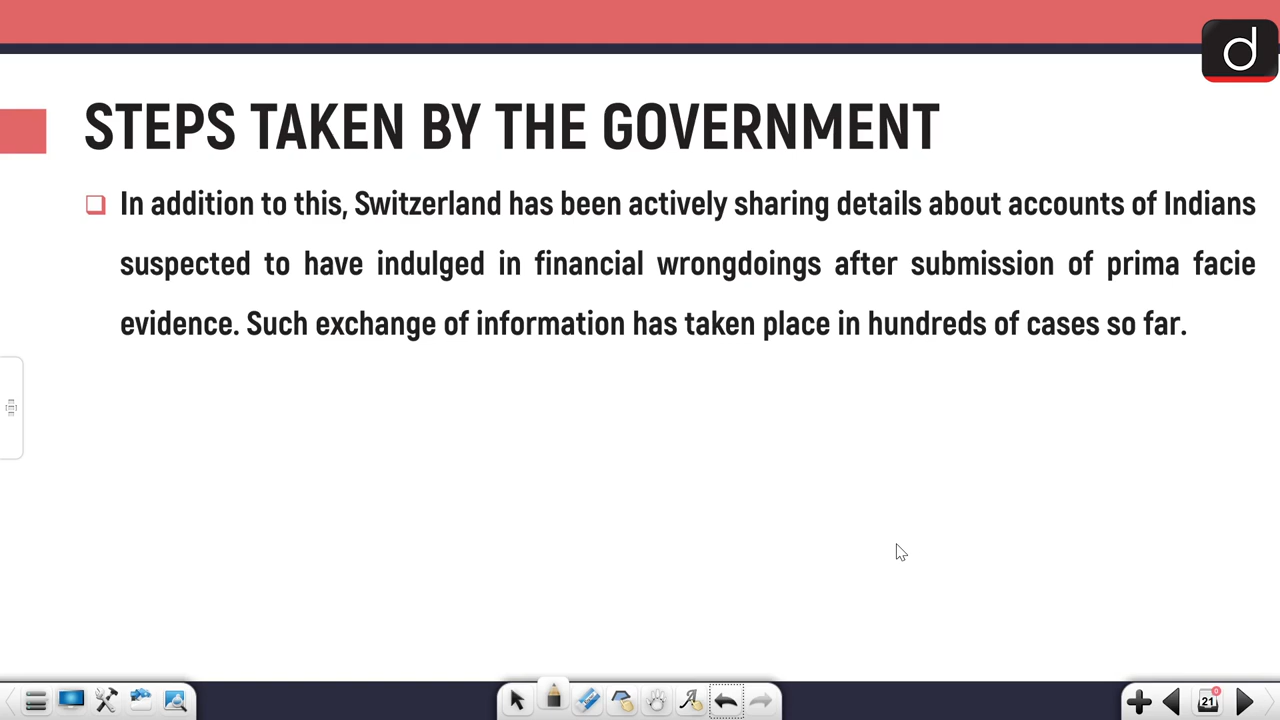 d
STEPS TAKEN BY THE GOVERNMENT
In addition to this, Switzerland has been actively sharing details about accounts of Indians
suspected to have indulged in financial wrongdoings after submission of prima facie
evidence. Such exchange of information has taken place in hundreds of cases so far.
21
0